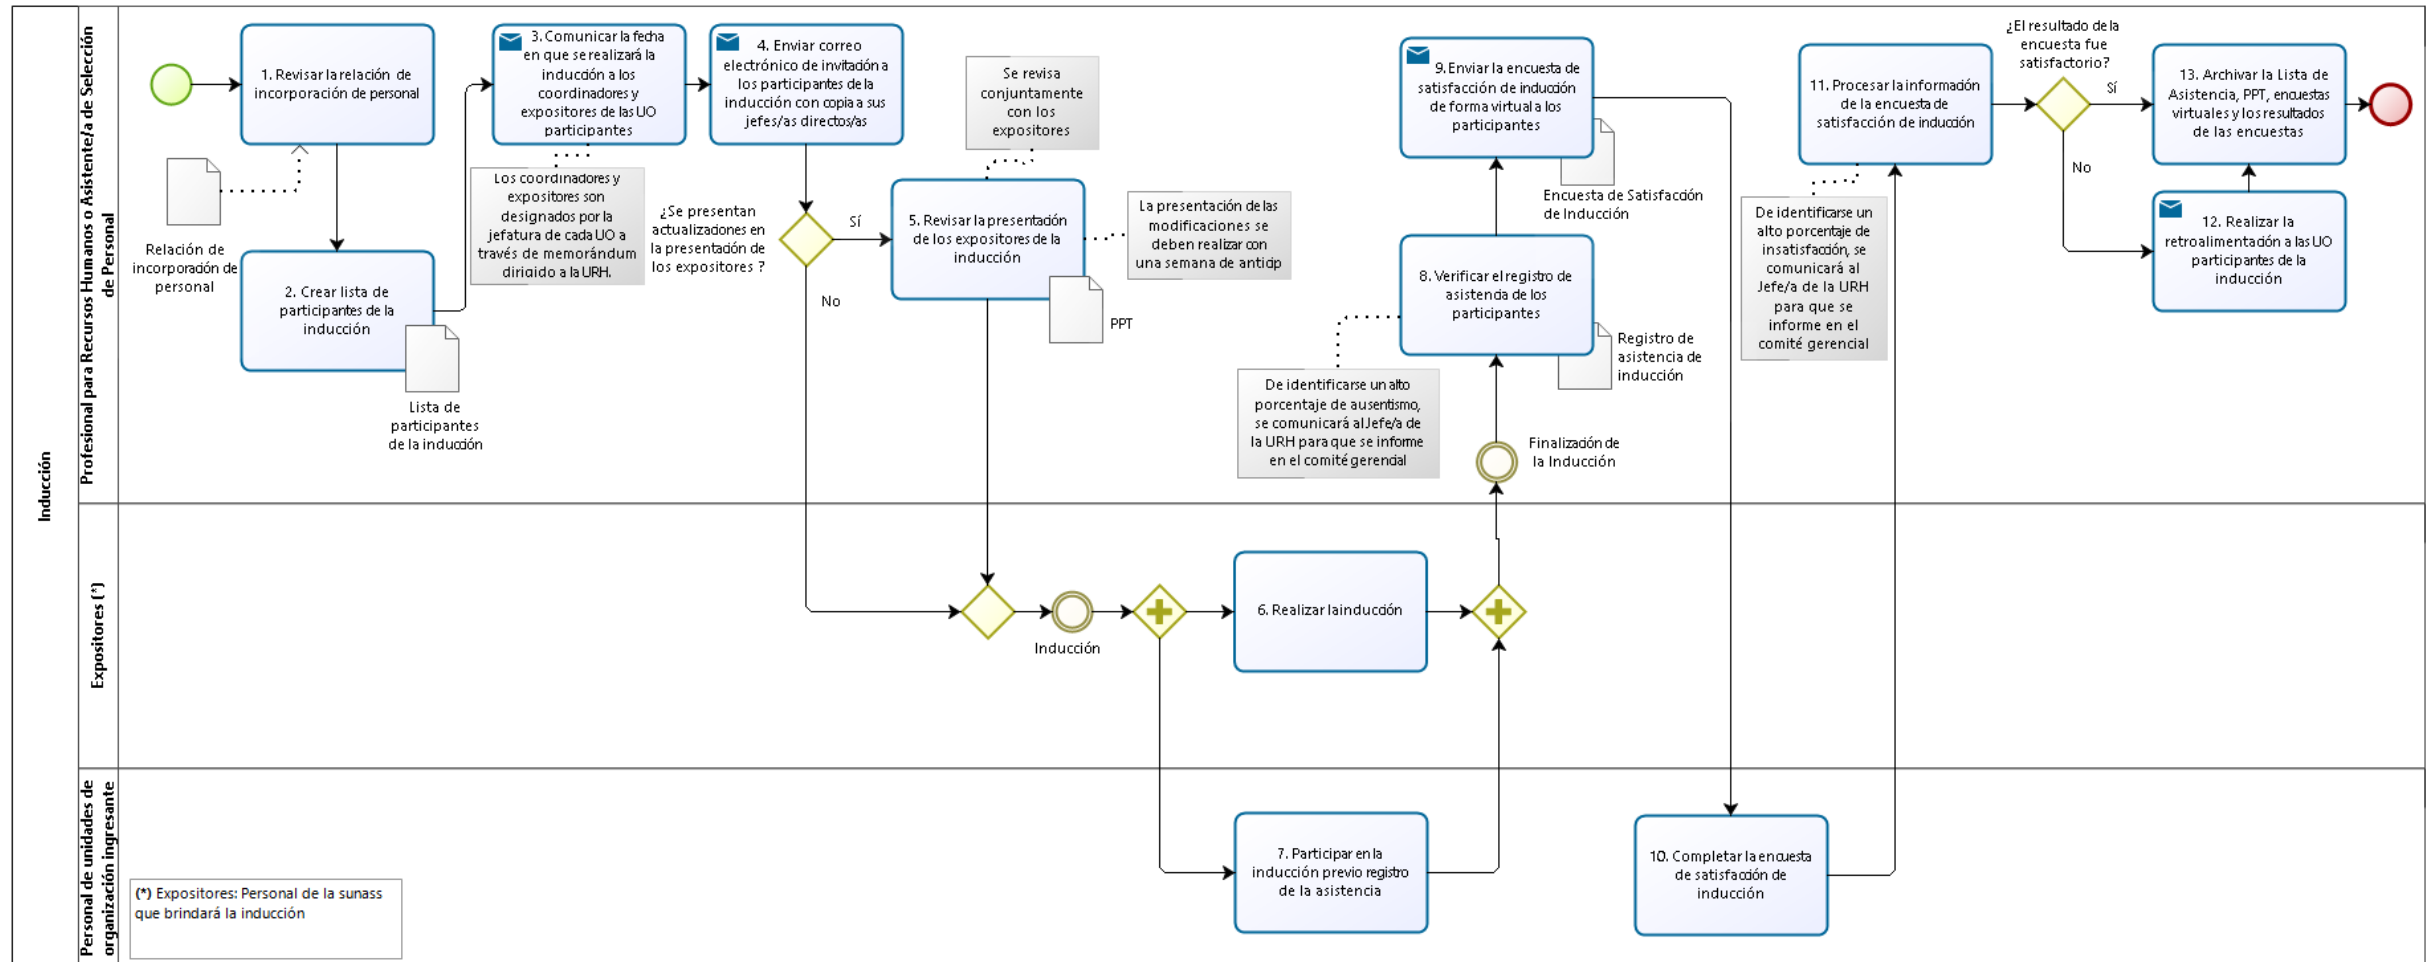 Inducción
Profesional para Recursos Humanos o Asistente/a de Selección
de Personal
1. Revisar la relación de
incorporación de personal
Relación de
incorporación de
personal
2. Crear lista de
participantes de la
inducción
Lista de
participantes
de la inducción
3. Comunicar la fecha
en que se realizará la
inducción a los
coordinadores y
expositores de las UO
participantes
Los coordinadores y
expositores son
designados por la
jefatura de cada UO a
través de memorándum
dirigido a la URH.
4. Enviar correo
electrónico de invitación a
los participantes de la
inducción con copia a sus
jefes/as directos/as
¿Se presentan
actualizaciones en
la presentación de
los expositores ?
Sí
No
Se revisa
conjuntamente
con los
expositores
5. Revisar la presentación
de los expositores de la
inducción
PPT
La presentación de las
modificaciones se
deben realizar con
una semana de anticip
9. Enviar la encuesta de
satisfacción de inducción
de forma virtual a los
participantes
Encuesta de Satisfacción
de Inducción
8. Verificar el registro de
asistencia de los
participantes
Registro de
asistencia de
inducción
De identificarse un alto
porcentaje de ausentismo,
se comunicará al Jefe/a de
la URH para que se informe
en el comité gerencial
Finalización de
la Inducción
11. Procesar la información
de la encuesta de
satisfacción de inducción
De identificarse un
alto porcentaje de
insatisfacción, se
comunicará al
Jefe/a de la URH
para que se
informe en el
comité gerencial
¿El resultado de la
encuesta fue
satisfactorio?
Sí
No
13. Archivar la Lista de
Asistencia, PPT, encuestas
virtuales y los resultados
de las encuestas
12. Realizar la
retroalimentación a las UO
participantes de la
inducción
Expositores (*)
Inducción
6. Realizar la inducción
Personal de unidades de
organización ingresante
7. Participar en la
inducción previo registro
de la asistencia
10. Completar la encuesta
de satisfacción de
inducción
(*) Expositores: Personal de la sunass
que brindará la inducción